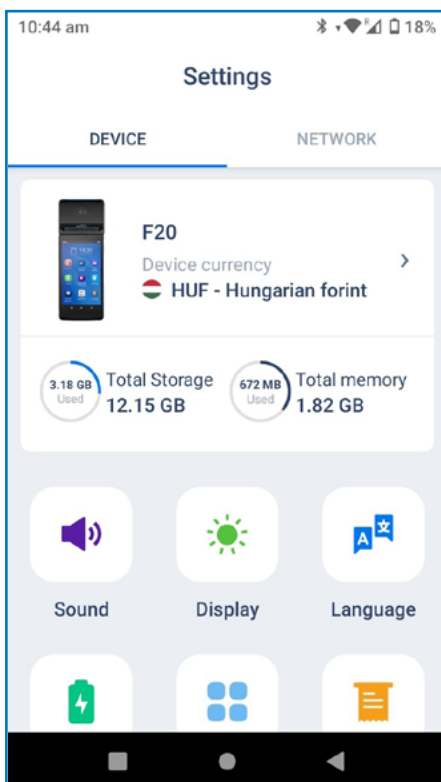 10:44 am
R
18%
Settings
DEVICE
NETWORK
F20
Device currency
HUF - Hungarian forint
3.18 GB
Used
Total Storage
12.15 GB
672 MB
Used
Total memory
1.82 GB
A 文
Sound
Display
Language